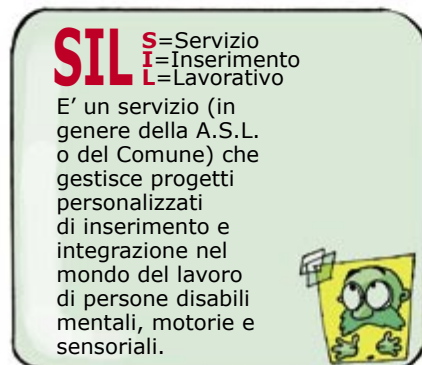 SIL S=Servizio
I=Inserimento
L=Lavorativo
E’ un servizio (in
genere della A.S.L.
o del Comune) che
gestisce progetti
personalizzati
di inserimento e
integrazione nel
mondo del lavoro
di persone disabili
mentali, motorie e
sensoriali.